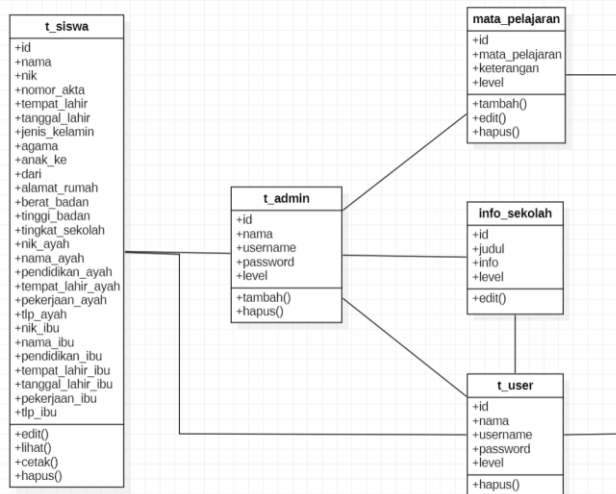 t_siswa
+id
+nama
+nik
+nomor_akta
+tempat_lahir
+tanggal_lahir
+jenis_kelamin
+agama
+anak_ke
+dari
+alamat_rumah
+berat_badan
+tinggi_badan
+tingkat_sekolah
+nik_ayah
+nama_ayah
+pendidikan_ayah
+tempat_lahir_ayah
+pekerjaan_ayah
+tlp_ayah
+nik_ibu
+nama_ibu
+pendidikan_ibu
+tempat_lahir_ibu
+tanggal_lahir_ibu
+pekerjaan_ibu
+tlp_ibu
+edit()
+lihat()
+cetak()
+hapus()
t_admin
+id
+nama
+username
+password
+level
+tambah()
+hapus()
mata_pelajaran
+id
+mata_pelajaran
+keterangan
+level
+tambah()
+edit()
+hapus()
info_sekolah
+id
+judul
+info
+level
+edit()
t_user
+id
+nama
+username
+password
+level
+hapus()